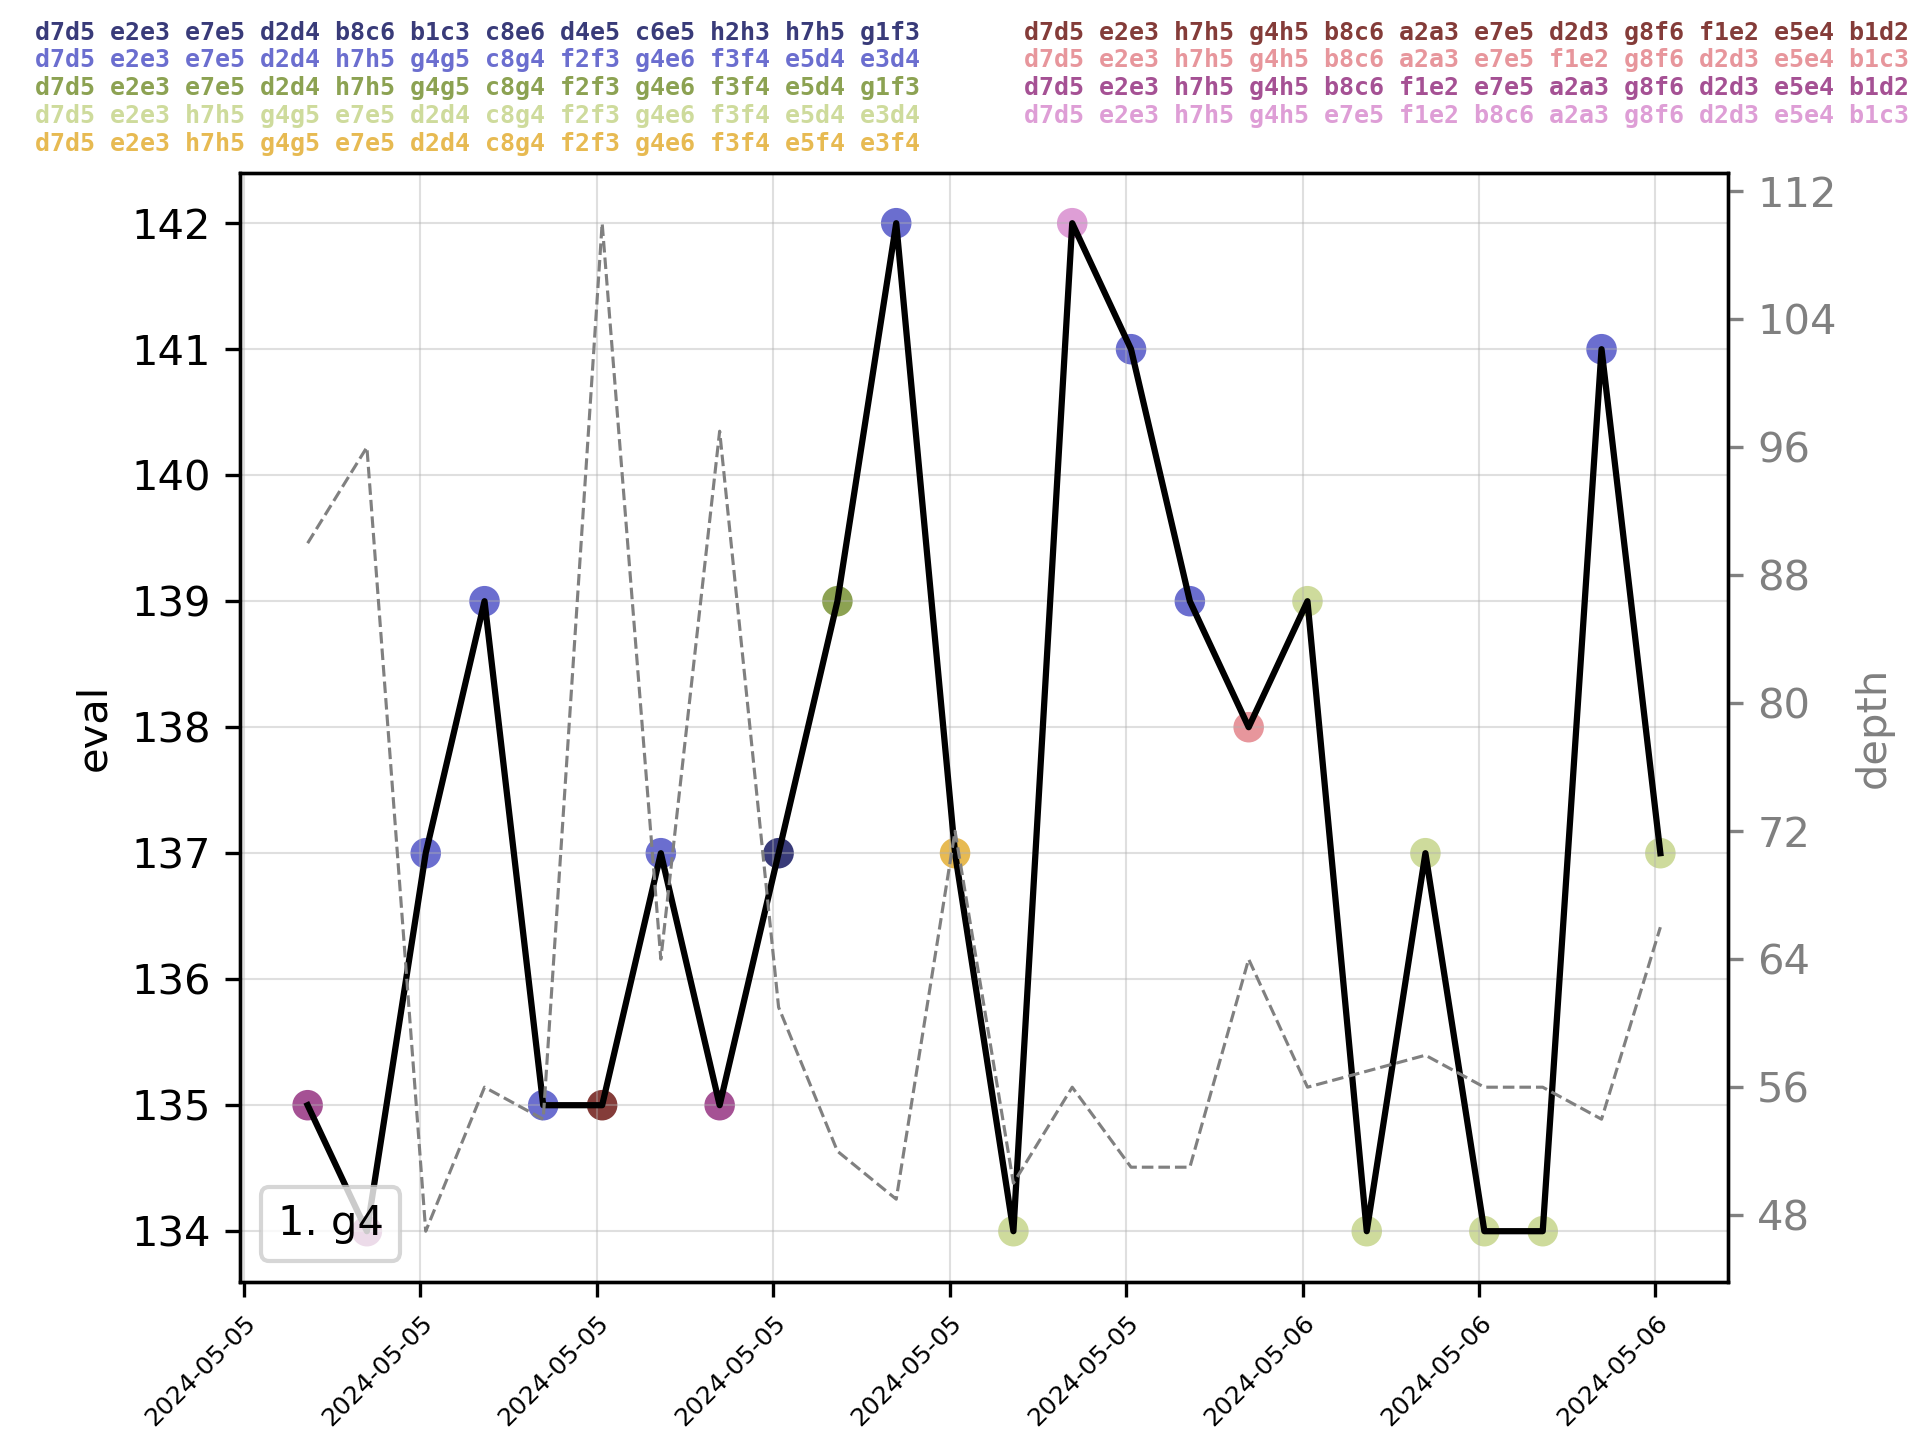 d7d5 e2e3 e7e5 d2d4 b8c6 b1c3 c8e6 d4e5 c6e5 h2h3 h7h5 g1f3
d7d5 e2e3 e7e5 d2d4 h7h5 g4g5 c8g4 f2f3 g4e6 f3f4 e5d4 e3d4
d7d5 e2e3 e7e5 d2d4 h7h5 g4g5 c8g4 f2f3 g4e6 f3f4 e5d4 g1f3
d7d5 e2e3 h7h5 g4g5 e7e5 d2d4 c8g4 f2f3 g4e6 f3f4 e5d4 e3d4
d7d5 e2e3 h7h5 g4g5 e7e5 d2d4 c8g4 f2f3 g4e6 f3f4 e5f4 e3f4
d7d5 e2e3 h7h5 g4h5 b8c6 a2a3 e7e5 d2d3 g8f6 f1e2 e5e4 b1d2
d7d5 e2e3 h7h5 g4h5 b8c6 a2a3 e7e5 f1e2 g8f6 d2d3 e5e4 b1c3
d7d5 e2e3 h7h5 g4h5 b8c6 f1e2 e7e5 a2a3 g8f6 d2d3 e5e4 b1d2
d7d5 e2e3 h7h5 g4h5 e7e5 f1e2 b8c6 a2a3 g8f6 d2d3 e5e4 b1c3
142
141
140
139
138
137
136
135
134
eval
112
104
96
88
80
72
64
56
48
depth
1. g4
2024-05-05
2024-05-05
2024-05-05
2024-05-05
2024-05-05
2024-05-05
2024-05-06
2024-05-06
2024-05-06